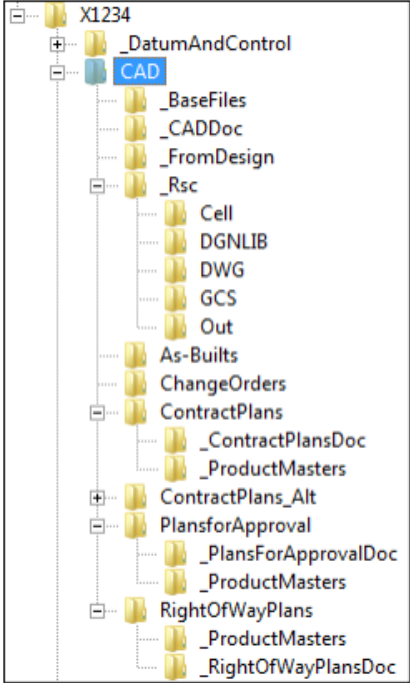 X1234
_DatumAndControl
CAD
_BaseFiles
_CADDoc
_FromDesign
_Rsc
Cell
DGNLIB
DWG
GCS
Out
As-Builts
ChangeOrders
ContractPlans
_ContractPlansDoc
_ProductMasters
ContractPlans_Alt
PlansforApproval
_PlansForApprovalDoc
_ProductMasters
RightOfWayPlans
_ProductMasters
_RightOfWayPlansDoc